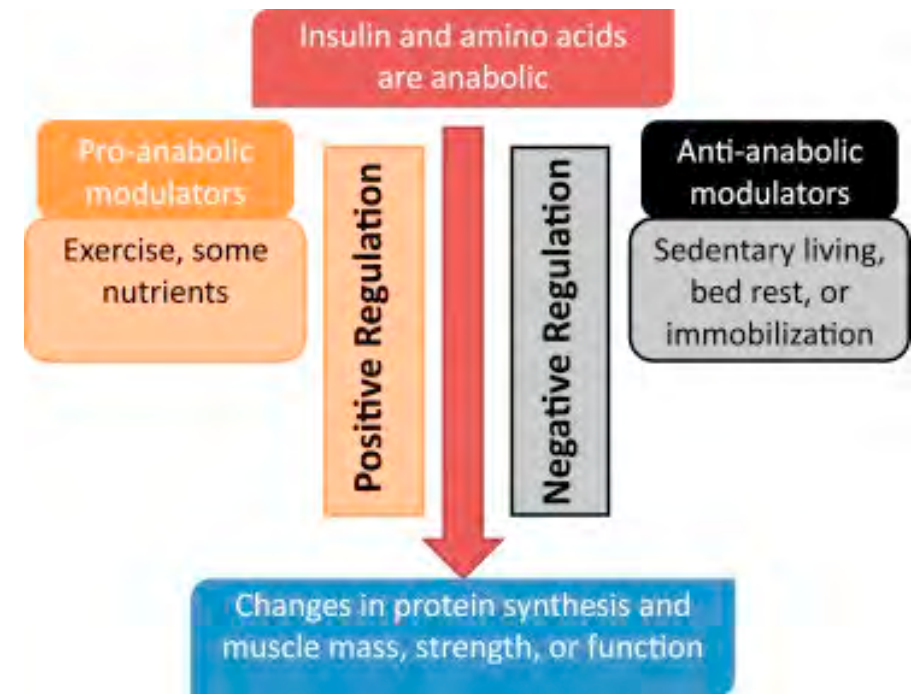 Insulin and amino acids
are anabolic
Pro-anabolic
modulators
Exercise, some
nutrients
Positive Regulation
Negative Regulation
Anti-anabolic
modulators
Sedentary living,
bed rest, or
immobilization
Changes in protein synthesis and
muscle mass, strength, or function